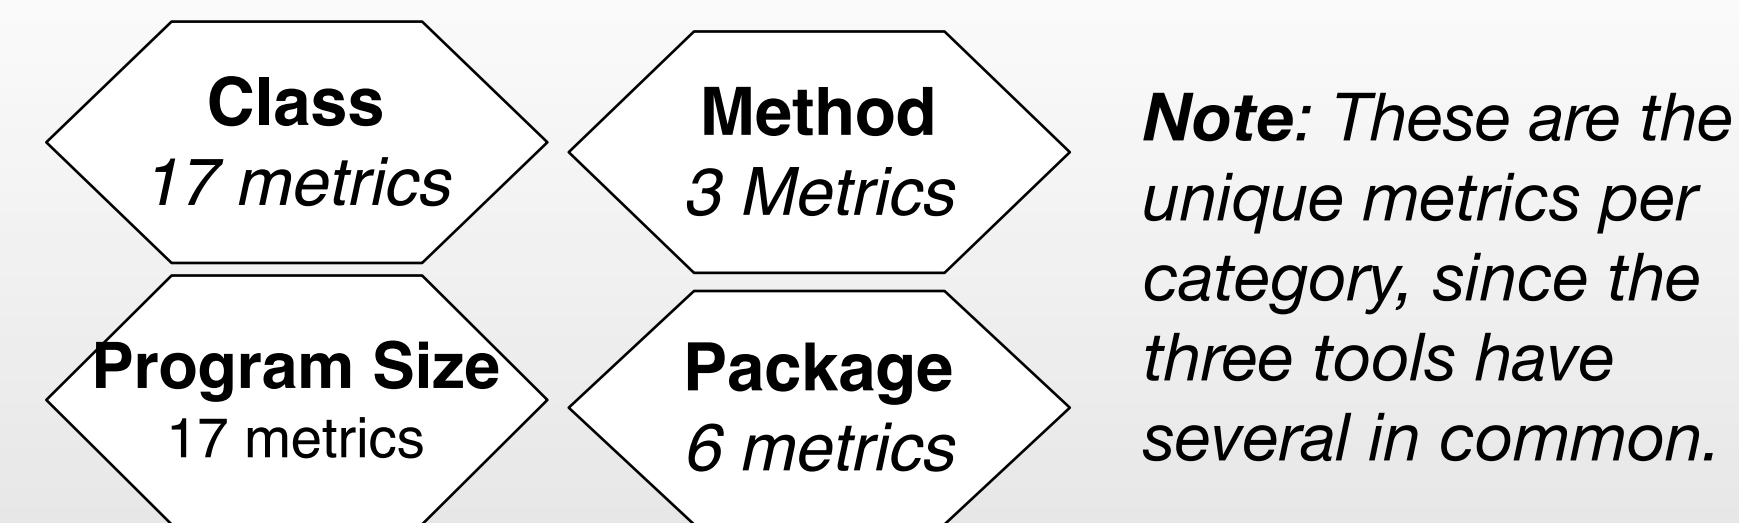 Class
17 metrics
Method
3 Metrics
Program Size
17 metrics
Package
6 metrics
Note: These are the
unique metrics per
category, since the
three tools have
several in common.